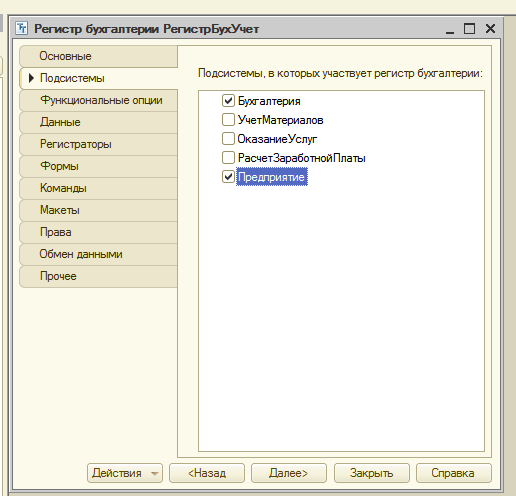 Регистр бухгалтерии РегистрБухУчет
Основные
Подсистемы
Функциональные опции
Данные
Регистраторы
Формы
Команды
Макеты
Права
Обмен данными
Прочее
Подсистемы, в которых участвует регистр бухгалтерии:
Бухгалтерия
УчетМатериалов
ОказаниеУслуг
РасчетЗаработнойПлаты
Предприятие
Действия
<Назад
Далее>
Закрыть
Справка